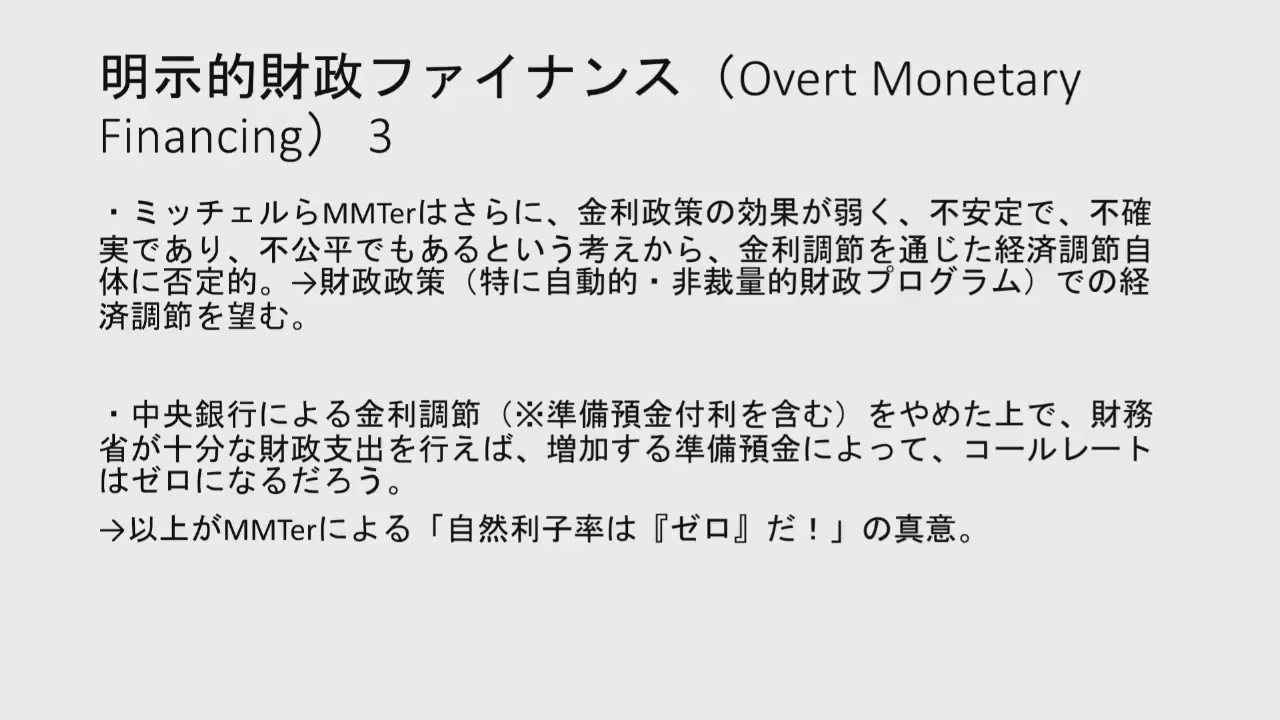 明示的財政ファイナンス（Overt Monetary
Financing） 3
・ミッチェルらMMTerはさらに、金利政策の効果が弱く、不安定で、不確
実であり、不公平でもあるという考えから、金利調節を通じた経済調節自
体に否定的。→財政政策（特に自動的・非裁量的財政プログラム）での経
済調節を望む。
・中央銀行による金利調節（※準備預金付利を含む）をやめた上で、財務
省が十分な財政支出を行えば、増加する準備預金によって、コールレート
はゼロになるだろう。
→以上がMMTerによる「自然利子率は『ゼロ』だ！」の真意。